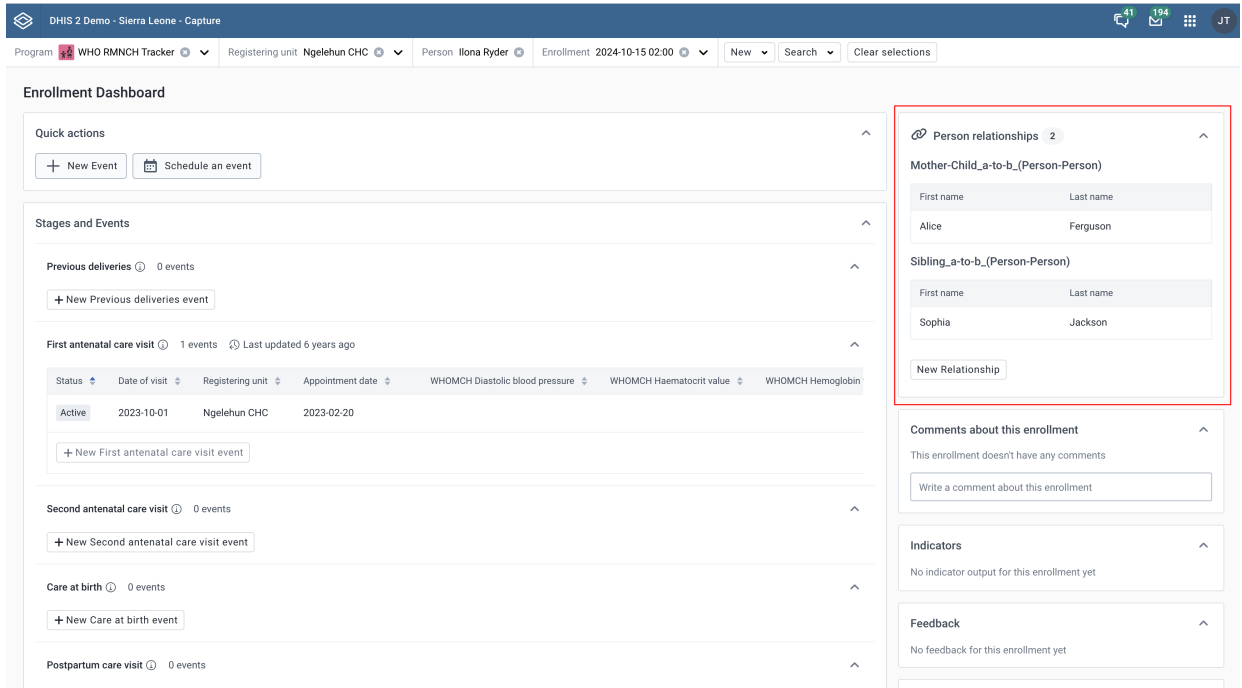 DHIS 2 Demo - Sierra Leone - Capture
41
194
JT
Program WHO RMNCH Tracker Registering unit Ngelehun CHC Person Ilona Ryder Enrollment 2024-10-15 02:00 New Search Clear selections
Enrollment Dashboard
Quick actions
New Event Schedule an event
Stages and Events
Previous deliveries 0 events
New Previous deliveries event
First antenatal care visit 1 events Last updated 6 years ago
Status Date of visit Registering unit Appointment date WHOMCH Diastolic blood pressure WHOMCH Haematocrit value WHOMCH Hemoglobin
Active 2023-10-01 Ngelehun CHC 2023-02-20
New First antenatal care visit event
Second antenatal care visit 0 events
New Second antenatal care visit event
Care at birth 0 events
New Care at birth event
Postpartum care visit 0 events
Person relationships 2
Mother-Child_a-to-b_(Person-Person)
First name Last name
Alice Ferguson
Sibling_a-to-b_(Person-Person)
First name Last name
Sophia Jackson
New Relationship
Comments about this enrollment
This enrollment doesn't have any comments
Write a comment about this enrollment
Indicators
No indicator output for this enrollment yet
Feedback
No feedback for this enrollment yet